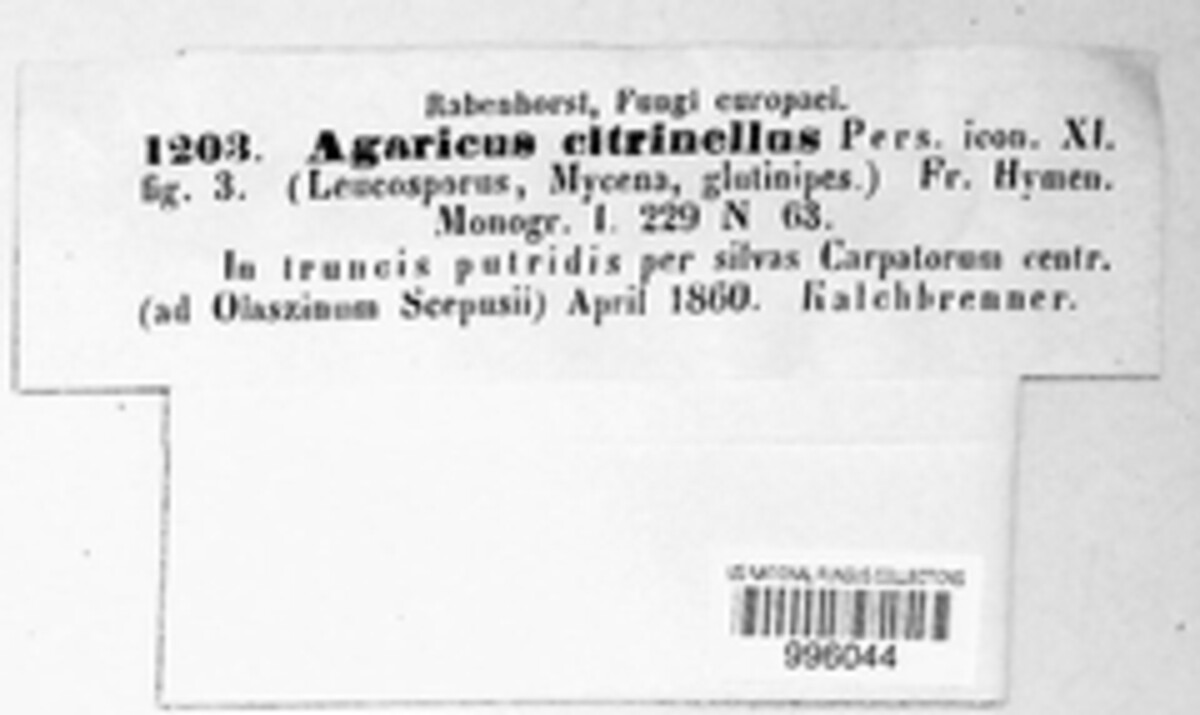 Rabenhorst, Fungi europaei.
1203. Agaricus citrinellus Pers. icon. XI.
fig. 3. (Leucosporus, Mycena, glutinipes.) Fr. Hymen.
Monogr. I. 229 N 63.
In truncis putridis per silvas Carpatorum centr.
(ad Olaszinum Scepusii) April 1860. Kalchbrenner.
US NATIONAL FUNGUS COLLECTIONS
996044